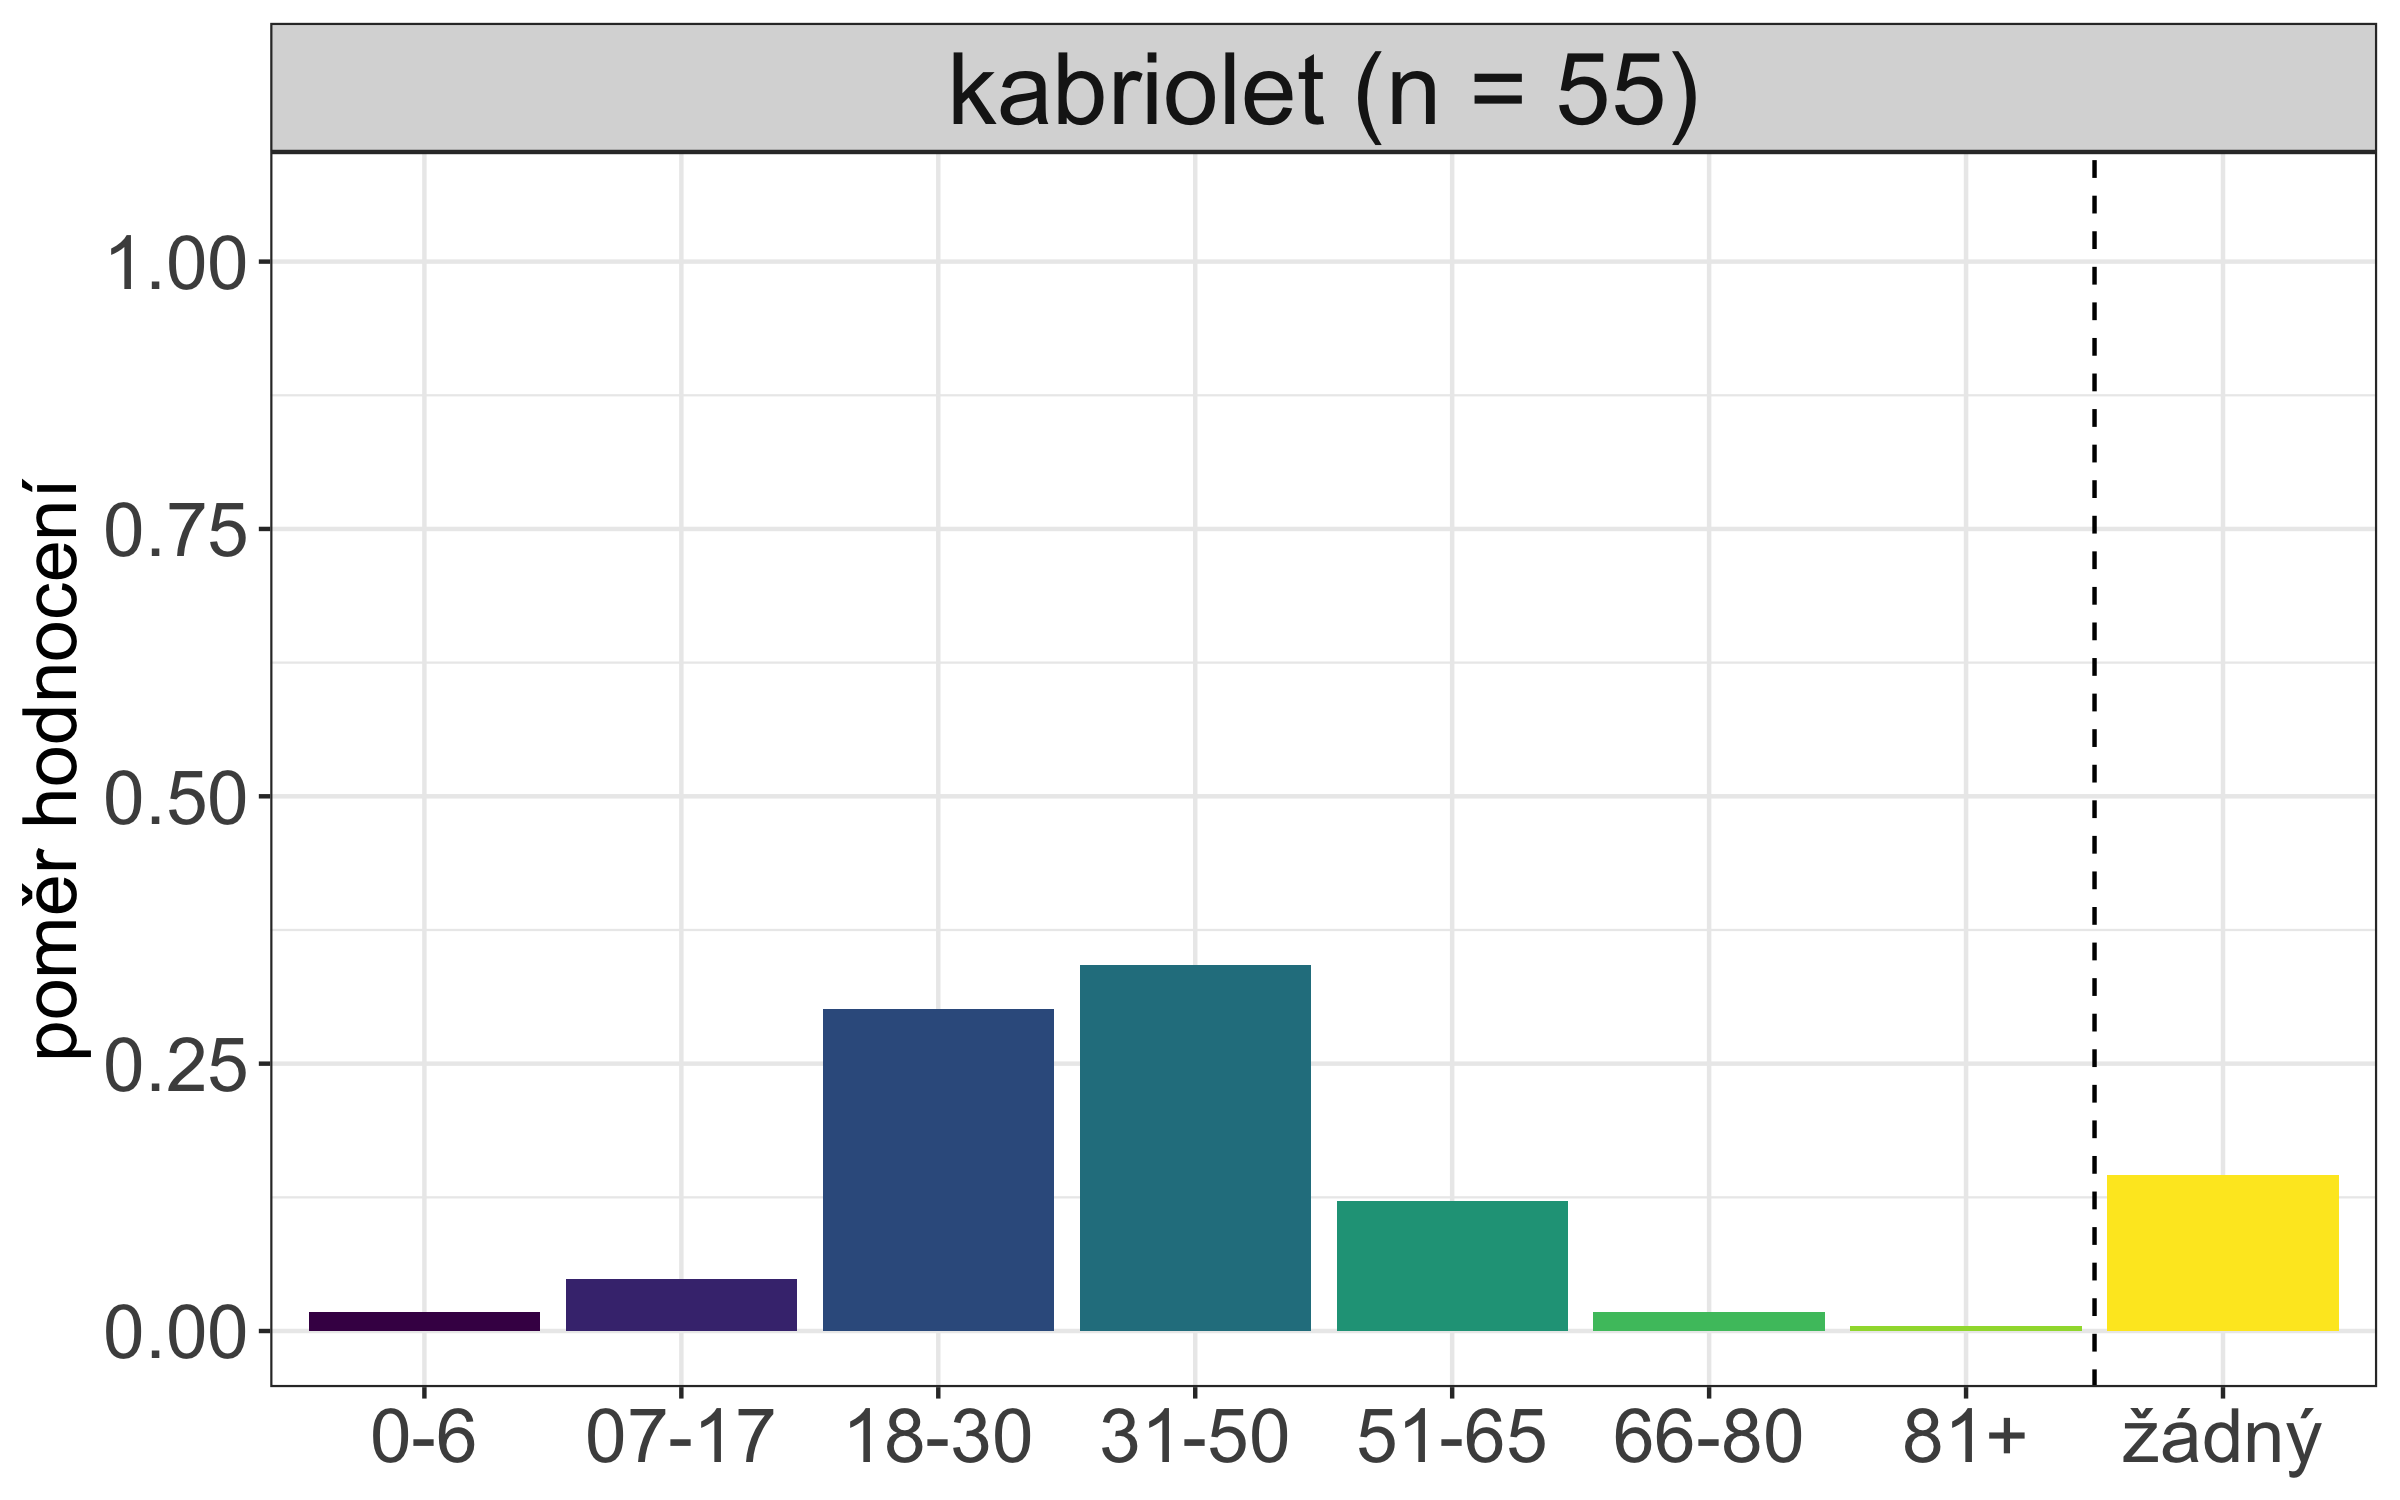 kabriolet (n = 55)
poměr hodnocení
1.00
0.75
0.50
0.25
0.00
0-6 07-17 18-30 31-50 51-65 66-80 81+ žádný